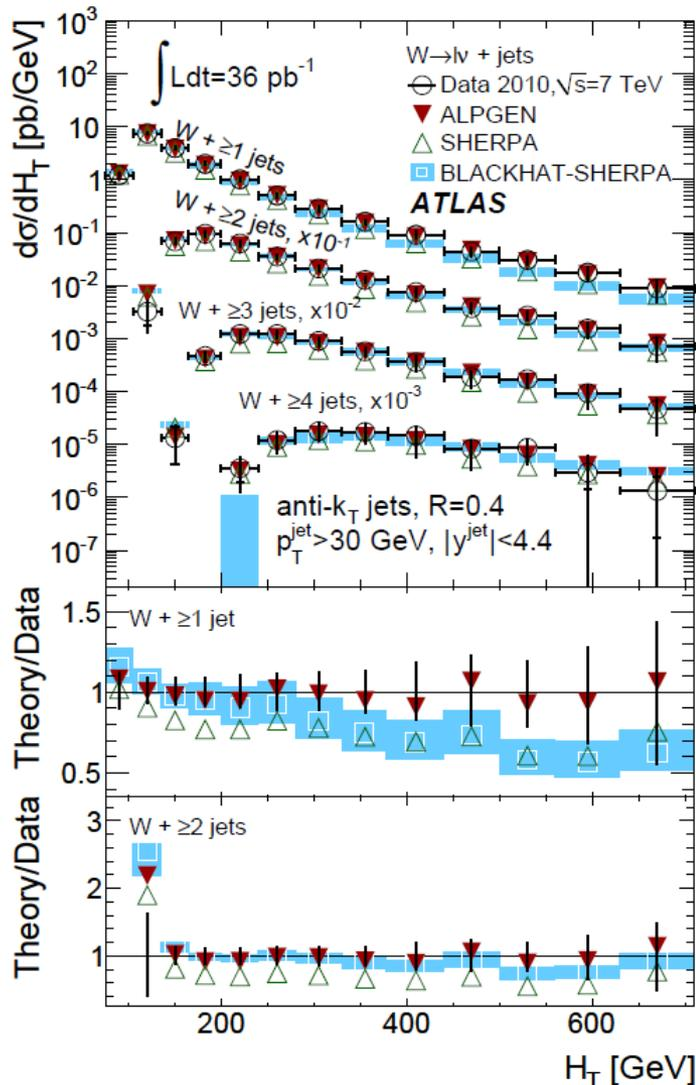 10³
10²
10
1
10⁻¹
10⁻²
10⁻³
10⁻⁴
10⁻⁵
10⁻⁶
10⁻⁷
dσ/dH_T [pb/GeV]
∫Ldt=36 pb⁻¹
W→lν + jets
Data 2010,√s=7 TeV
ALPGEN
SHERPA
BLACKHAT-SHERPA
ATLAS
W + ≥1 jets
W + ≥2 jets, x10⁻¹
W + ≥3 jets, x10⁻²
W + ≥4 jets, x10⁻³
anti-k_T jets, R=0.4
p_T^jet>30 GeV, |y^jet|<4.4
Theory/Data
1.5
1
0.5
W + ≥1 jet
Theory/Data
3
2
1
W + ≥2 jets
200 400 600
H_T [GeV]